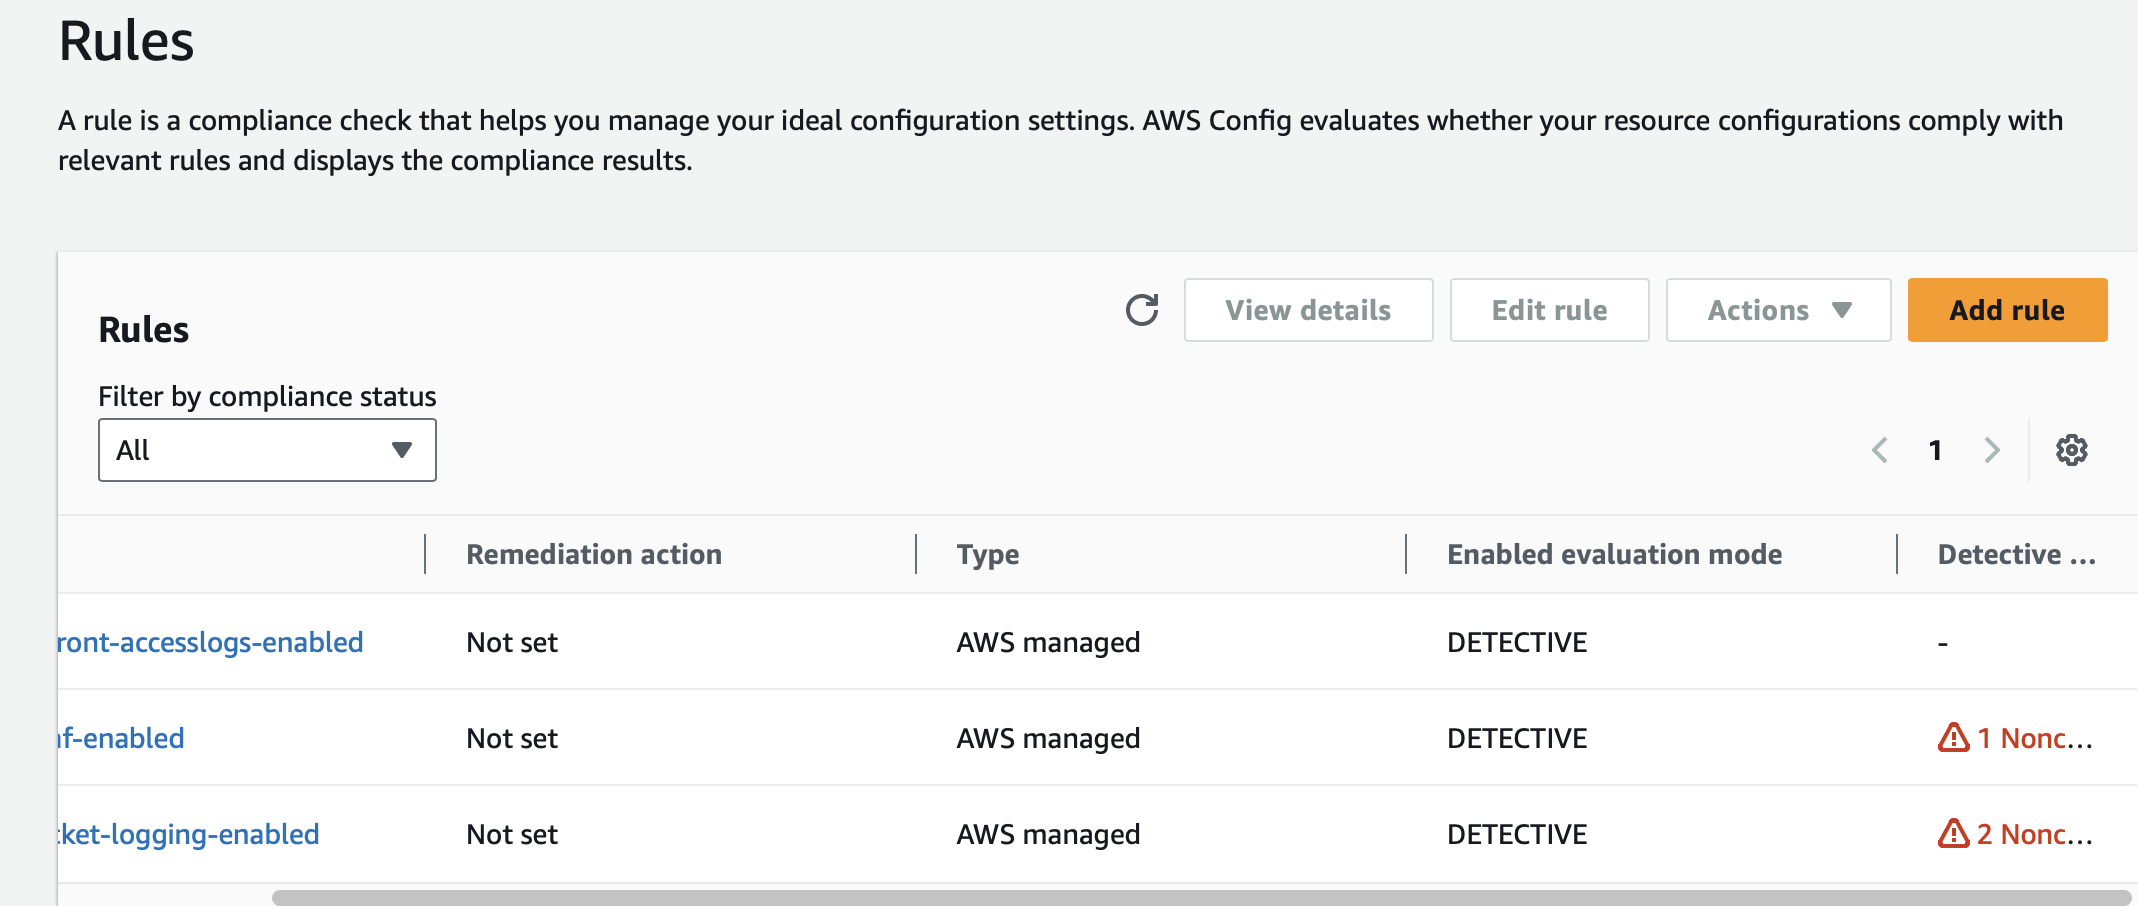 Rules
A rule is a compliance check that helps you manage your ideal configuration settings. AWS Config evaluates whether your resource configurations comply with
relevant rules and displays the compliance results.
Rules
View details
Edit rule
Actions
Add rule
Filter by compliance status
All
1
Remediation action
Type
Enabled evaluation mode
Detective ...
ront-accesslogs-enabled
Not set
AWS managed
DETECTIVE
-
f-enabled
Not set
AWS managed
DETECTIVE
1 Nonc...
ket-logging-enabled
Not set
AWS managed
DETECTIVE
2 Nonc...